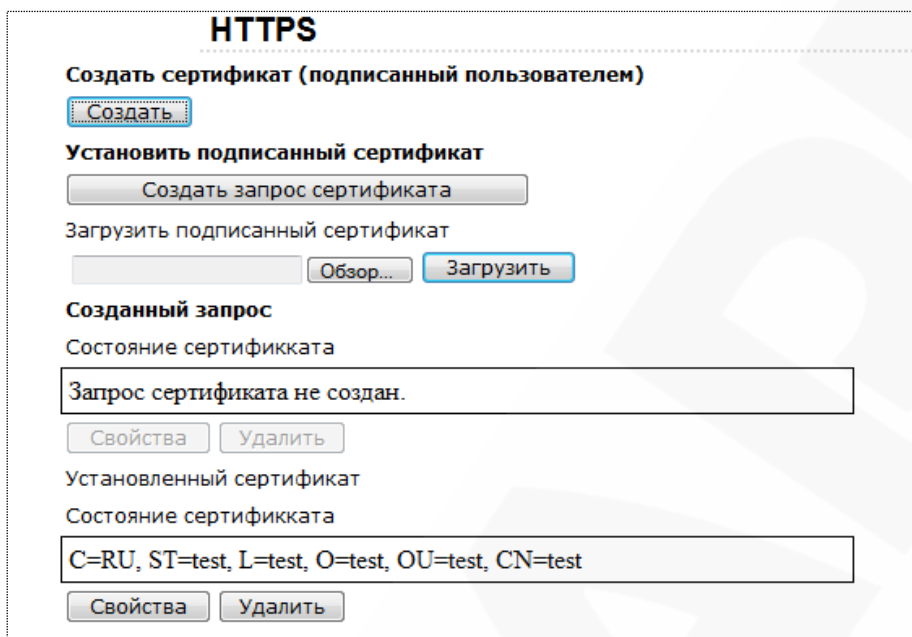 HTTPS
Создать сертификат (подписанный пользователем)
Создать
Установить подписанный сертификат
Создать запрос сертификата
Загрузить подписанный сертификат
Обзор... Загрузить
Созданный запрос
Состояние сертификката
Запрос сертификата не создан.
Свойства Удалить
Установленный сертификат
Состояние сертификката
C=RU, ST=test, L=test, O=test, OU=test, CN=test
Свойства Удалить